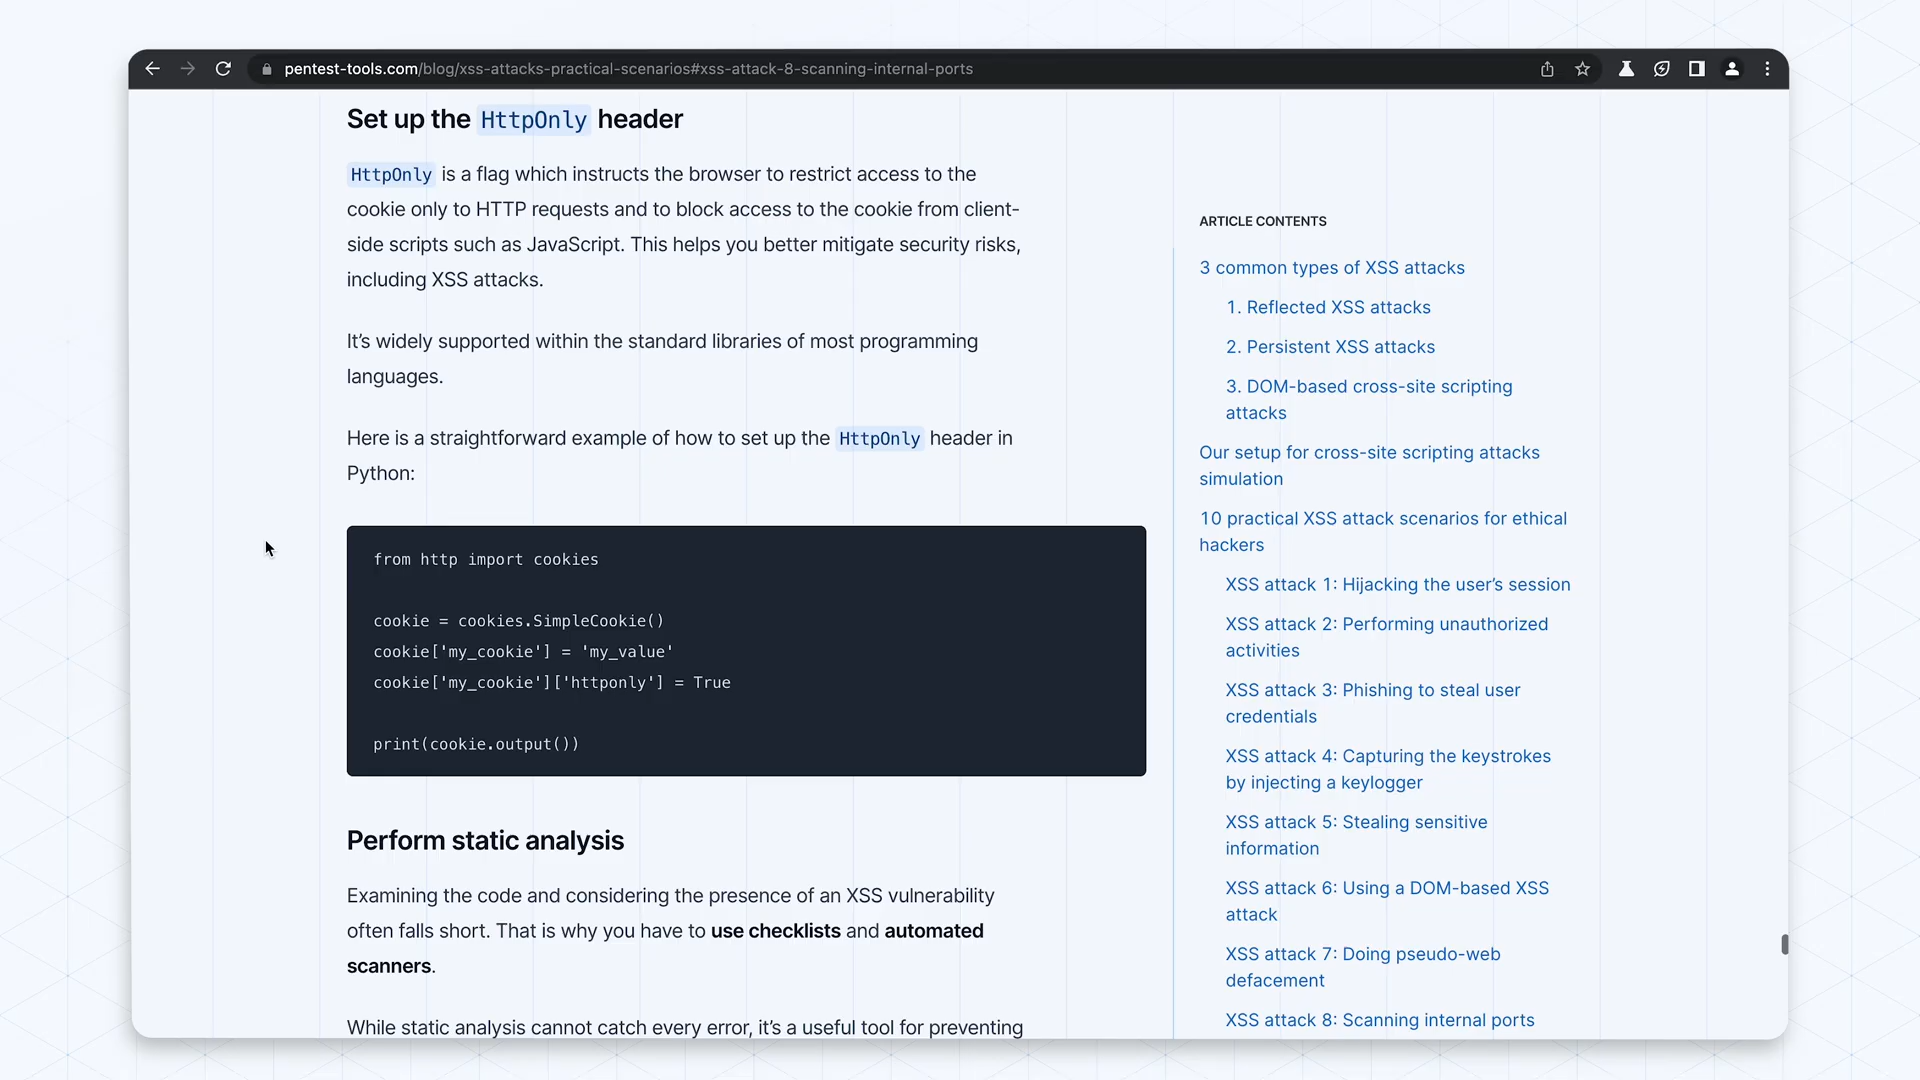 pentest-tools.com/blog/xss-attacks-practical-scenarios#xss-attack-8-scanning-internal-ports
Set up the HttpOnly header
HttpOnly is a flag which instructs the browser to restrict access to the
cookie only to HTTP requests and to block access to the cookie from client-
side scripts such as JavaScript. This helps you better mitigate security risks,
including XSS attacks.
It’s widely supported within the standard libraries of most programming
languages.
Here is a straightforward example of how to set up the HttpOnly header in
Python:
from http import cookies
cookie = cookies.SimpleCookie()
cookie['my_cookie'] = 'my_value'
cookie['my_cookie']['httponly'] = True
print(cookie.output())
Perform static analysis
Examining the code and considering the presence of an XSS vulnerability
often falls short. That is why you have to use checklists and automated
scanners.
While static analysis cannot catch every error, it’s a useful tool for preventing
ARTICLE CONTENTS
3 common types of XSS attacks
1. Reflected XSS attacks
2. Persistent XSS attacks
3. DOM-based cross-site scripting
attacks
Our setup for cross-site scripting attacks
simulation
10 practical XSS attack scenarios for ethical
hackers
XSS attack 1: Hijacking the user’s session
XSS attack 2: Performing unauthorized
activities
XSS attack 3: Phishing to steal user
credentials
XSS attack 4: Capturing the keystrokes
by injecting a keylogger
XSS attack 5: Stealing sensitive
information
XSS attack 6: Using a DOM-based XSS
attack
XSS attack 7: Doing pseudo-web
defacement
XSS attack 8: Scanning internal ports